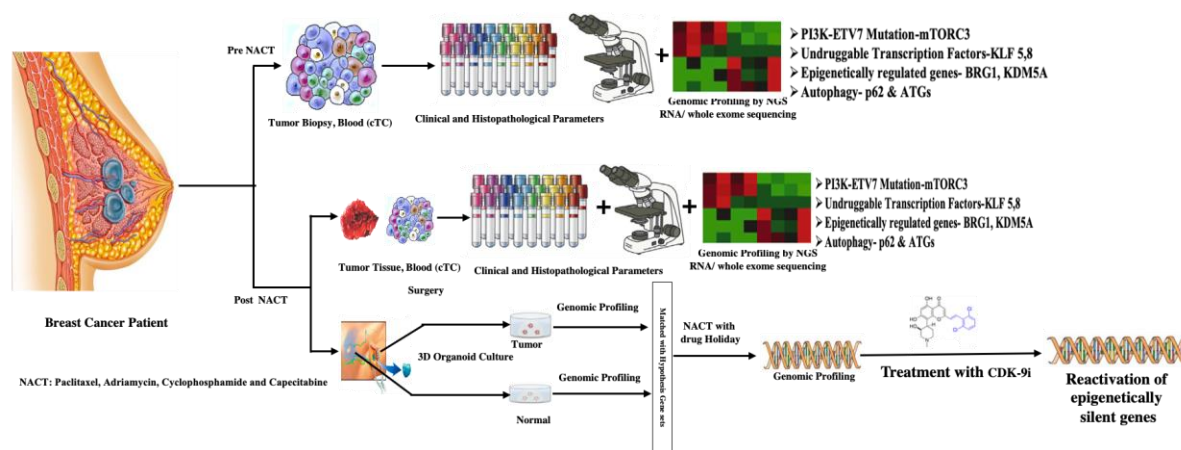 Pre NACT
Tumor Biopsy, Blood (cTC)
Clinical and Histopathological Parameters
Genomic Profiling by NGS
RNA/ whole exome sequencing
➢PI3K-ETV7 Mutation-mTORC3
➢Undruggable Transcription Factors-KLF 5,8
➢Epigenetically regulated genes- BRG1, KDM5A
➢Autophagy- p62 & ATGs
Breast Cancer Patient
NACT: Paclitaxel, Adriamycin, Cyclophosphamide and Capecitabine
Post NACT
Tumor Tissue, Blood (cTC)
Surgery
Clinical and Histopathological Parameters
Genomic Profiling by NGS
RNA/ whole exome sequencing
➢PI3K-ETV7 Mutation-mTORC3
➢Undruggable Transcription Factors-KLF 5,8
➢Epigenetically regulated genes- BRG1, KDM5A
➢Autophagy- p62 & ATGs
3D Organoid Culture
Genomic Profiling
Tumor
Genomic Profiling
Normal
Matched with Hypothesis
Gene sets
NACT with
drug Holiday
Genomic Profiling
Treatment with CDK-9i
Reactivation of
epigenetically
silent genes